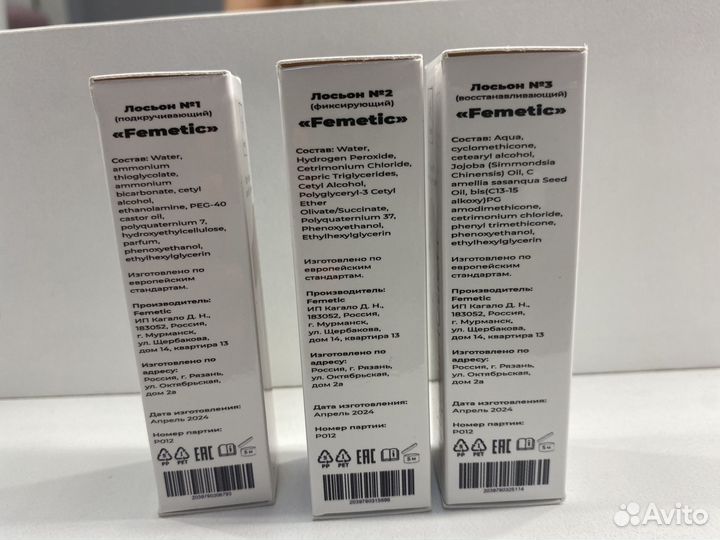 Лосьон №1
(подкручивающий)
«Femetic»
Состав: Water,
ammonium
thioglycolate,
ammonium
bicarbonate, cetyl
alcohol,
ethanolamine, PEG-40
castor oil,
polyquaternium 7,
hydroxyethylcellulose,
parfum,
phenoxyethanol,
ethylhexylglycerin
Изготовлено по
европейским
стандартам.
Производитель:
Femetic
ИП Кагало Д. Н.,
183052, Россия,
г. Мурманск,
ул. Щербакова,
дом 14, квартира 13
Изготовлено по
адресу:
Россия, г. Рязань,
ул. Октябрьская,
дом 2а
Дата изготовления:
Апрель 2024
Номер партии:
P012
PP
PET
EAC
Лосьон №2
(фиксирующий)
«Femetic»
Состав: Water,
Hydrogen Peroxide,
Cetrimonium Chloride,
Capric Triglycerides,
Cetyl Alcohol,
Polyglyceryl-3 Cetyl
Ether
Olivate/Succinate,
Polyquaternium 37,
Phenoxyethanol,
Ethylhexylglycerin
Изготовлено по
европейским
стандартам.
Производитель:
Femetic
ИП Кагало Д. Н.,
183052, Россия,
г. Мурманск,
ул. Щербакова,
дом 14, квартира 13
Изготовлено по
адресу:
Россия, г. Рязань,
ул. Октябрьская,
дом 2а
Дата изготовления:
Апрель 2024
Номер партии:
P012
PP
PET
EAC
Лосьон №3
(восстанавливающий)
«Femetic»
Состав: Aqua,
cyclomethicone,
cetearyl alcohol,
Jojoba (Simmondsia
Chinensis) Oil, C
amellia sasanqua Seed
Oil, bis(C13-15
alkoxy)PG
amodimethicone,
cetrimonium chloride,
phenyl trimethicone,
phenoxyethanol,
ethylhexylglycerin
Изготовлено по
европейским
стандартам.
Производитель:
Femetic
ИП Кагало Д. Н.,
183052, Россия,
г. Мурманск,
ул. Щербакова,
дом 14, квартира 13
Изготовлено по
адресу:
Россия, г. Рязань,
ул. Октябрьская,
дом 2а
Дата изготовления:
Апрель 2024
Номер партии:
P012
PP
PET
EAC
Avito